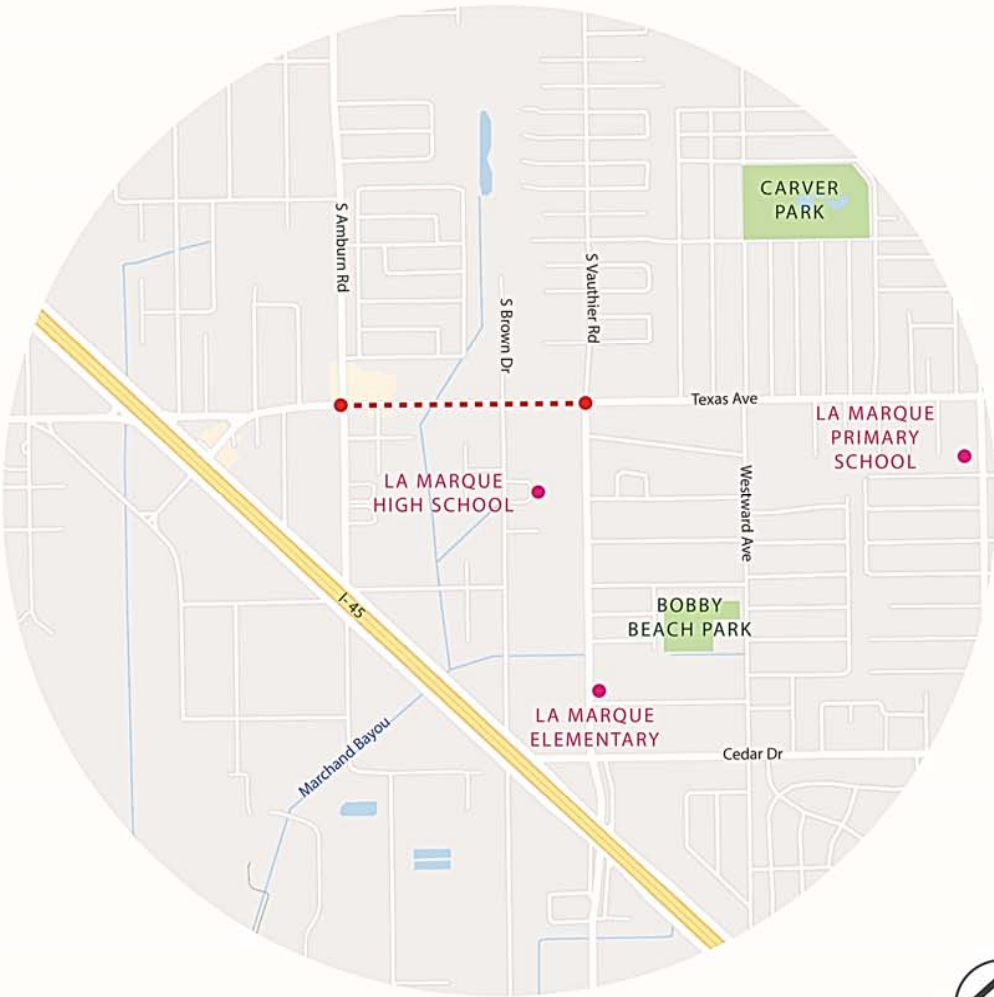 CARVER
PARK
S Amburn Rd
S Vauthier Rd
S Brown Dr
Texas Ave
LA MARQUE
PRIMARY
SCHOOL
LA MARQUE
HIGH SCHOOL
Westward Ave
I-45
BOBBY
BEACH PARK
LA MARQUE
ELEMENTARY
Marchand Bayou
Cedar Dr